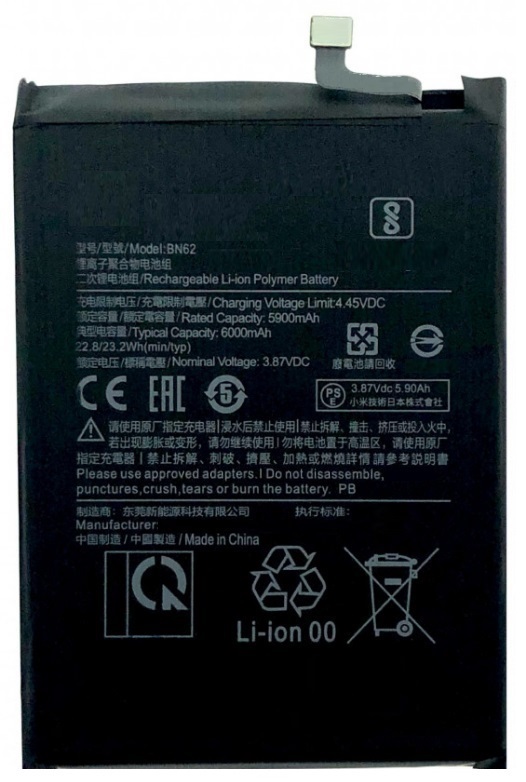 型号/型號/Model:BN62
锂离子聚合物电池组
二次锂电池组/Rechargeable Li-ion Polymer Battery
充电限制电压/充電限制電壓/Charging Voltage Limit:4.45VDC
额定容量/額定電容量/Rated Capacity: 5900mAh
典型电容量/Typical Capacity: 6000mAh
22.8/23.2Wh(min/typ)
额定电压/標稱電壓/Nominal Voltage: 3.87VDC
廢電池請回收
CE EAC 5
PSE 3.87Vdc 5.90Ah
小米技術日本株式会社
请使用原厂指定充电器|浸水后禁止使用|禁止拆解、撞击、挤压或投入火中,
若出现膨胀或变形，请勿继续使用|勿将电池置于高温区，请使用原厂
指定充電器|禁止拆解、刺破、擠壓、加熱或燃燒詳情請參考説明書
Please use approved adapters.I Do not disassemble,
punctures,crush,tears or burn the battery. PB
制造商：东莞新能源科技有限公司 执行标准:
Manufacturer:
中国制造 / 中國製造 / Made in China
Li-ion 00